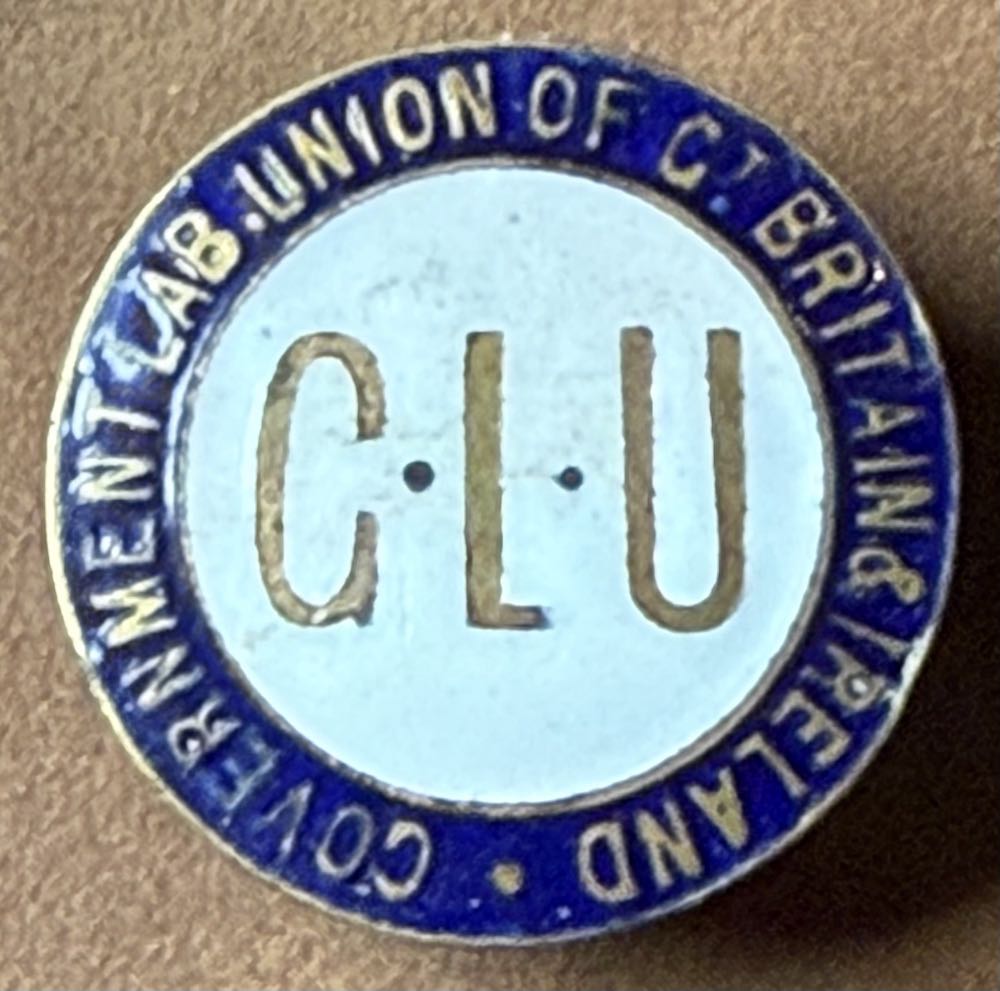 GOVERNMENT LAB. UNION OF GT BRITAIN & IRELAND
G·L·U